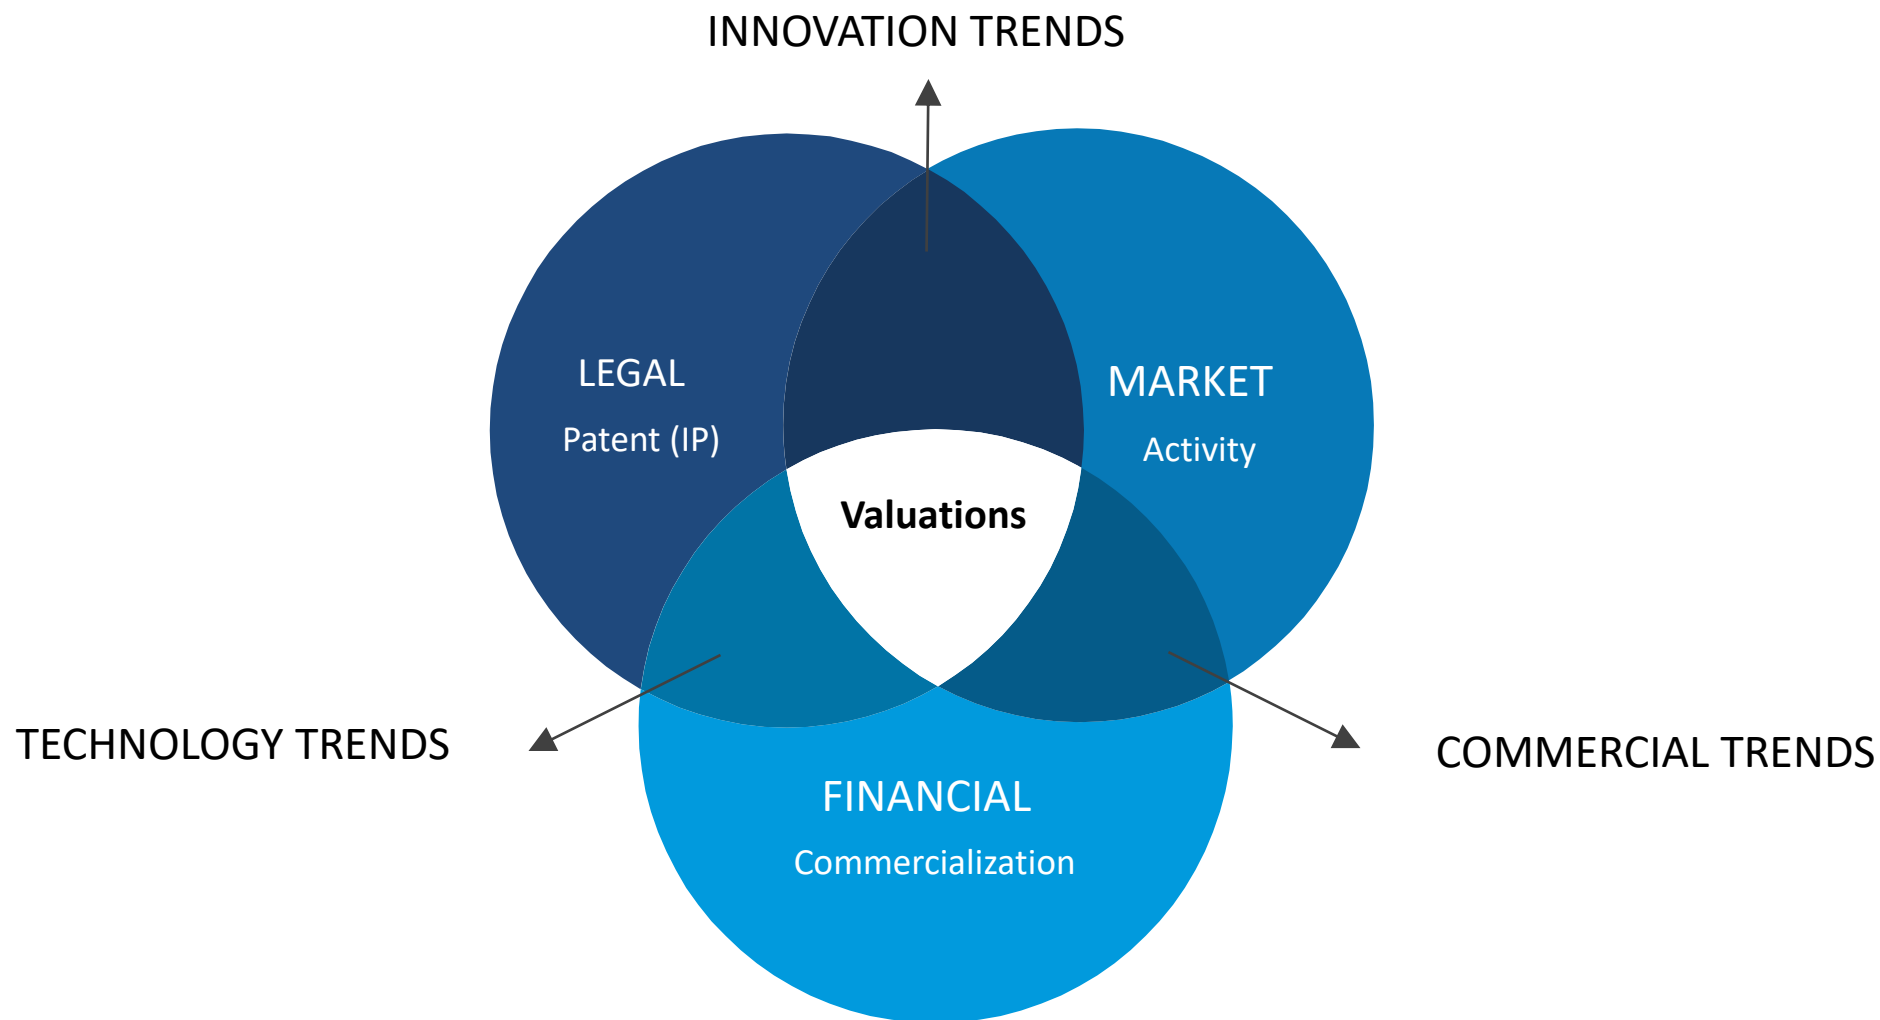 INNOVATION TRENDS
LEGAL
Patent (IP)
MARKET
Activity
Valuations
TECHNOLOGY TRENDS
COMMERCIAL TRENDS
FINANCIAL
Commercialization